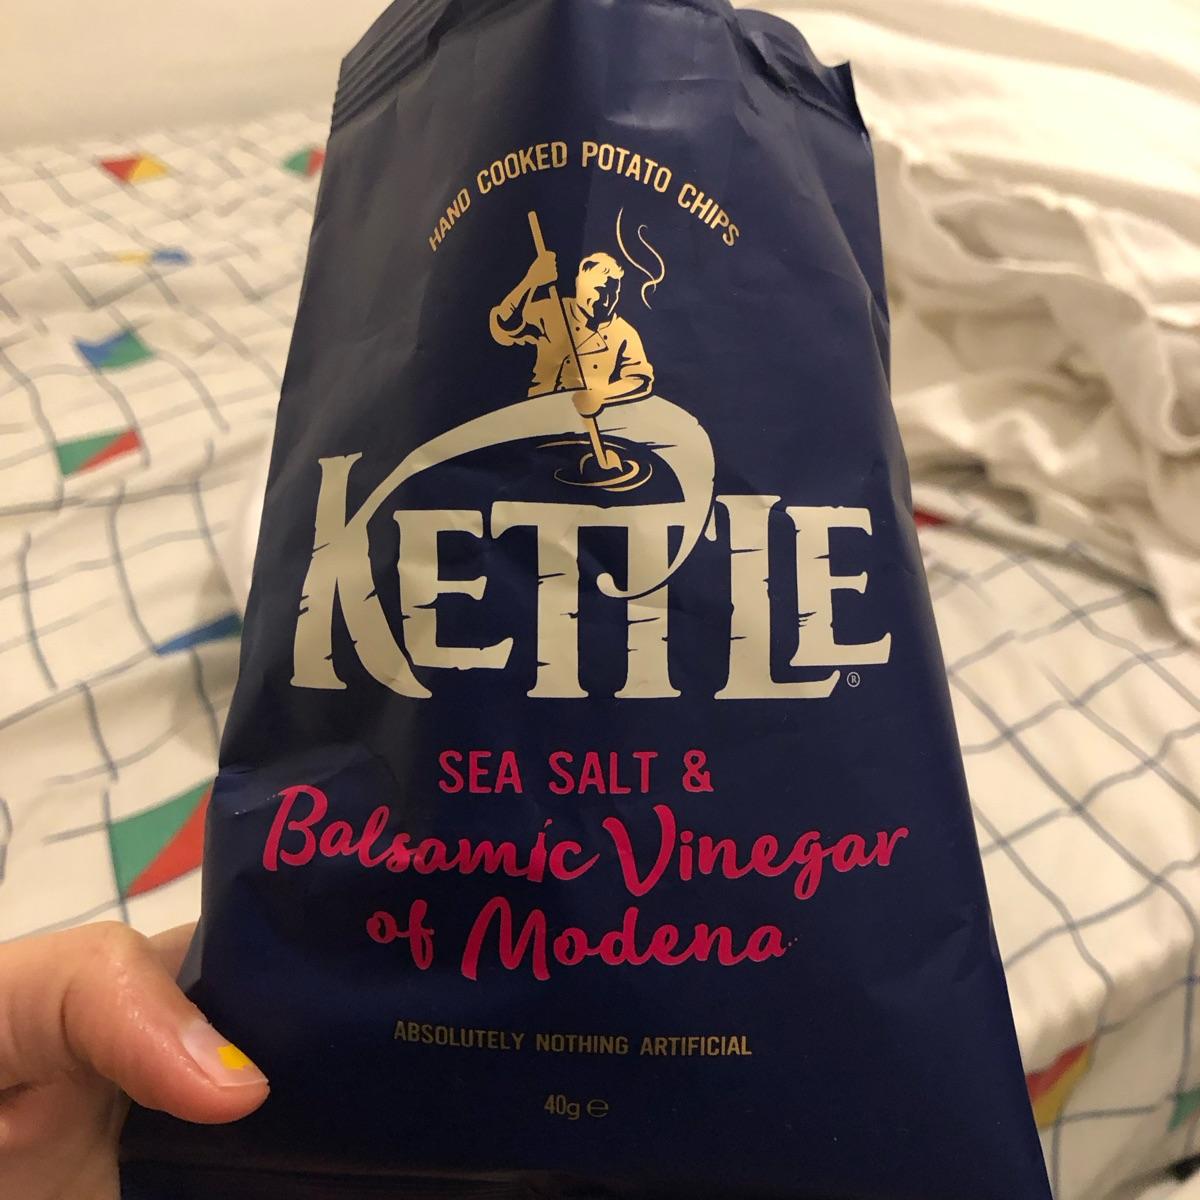 HAND COOKED POTATO CHIPS
KETTLE®
SEA SALT &
Balsamic Vinegar
of Modena
ABSOLUTELY NOTHING ARTIFICIAL
40g ℮